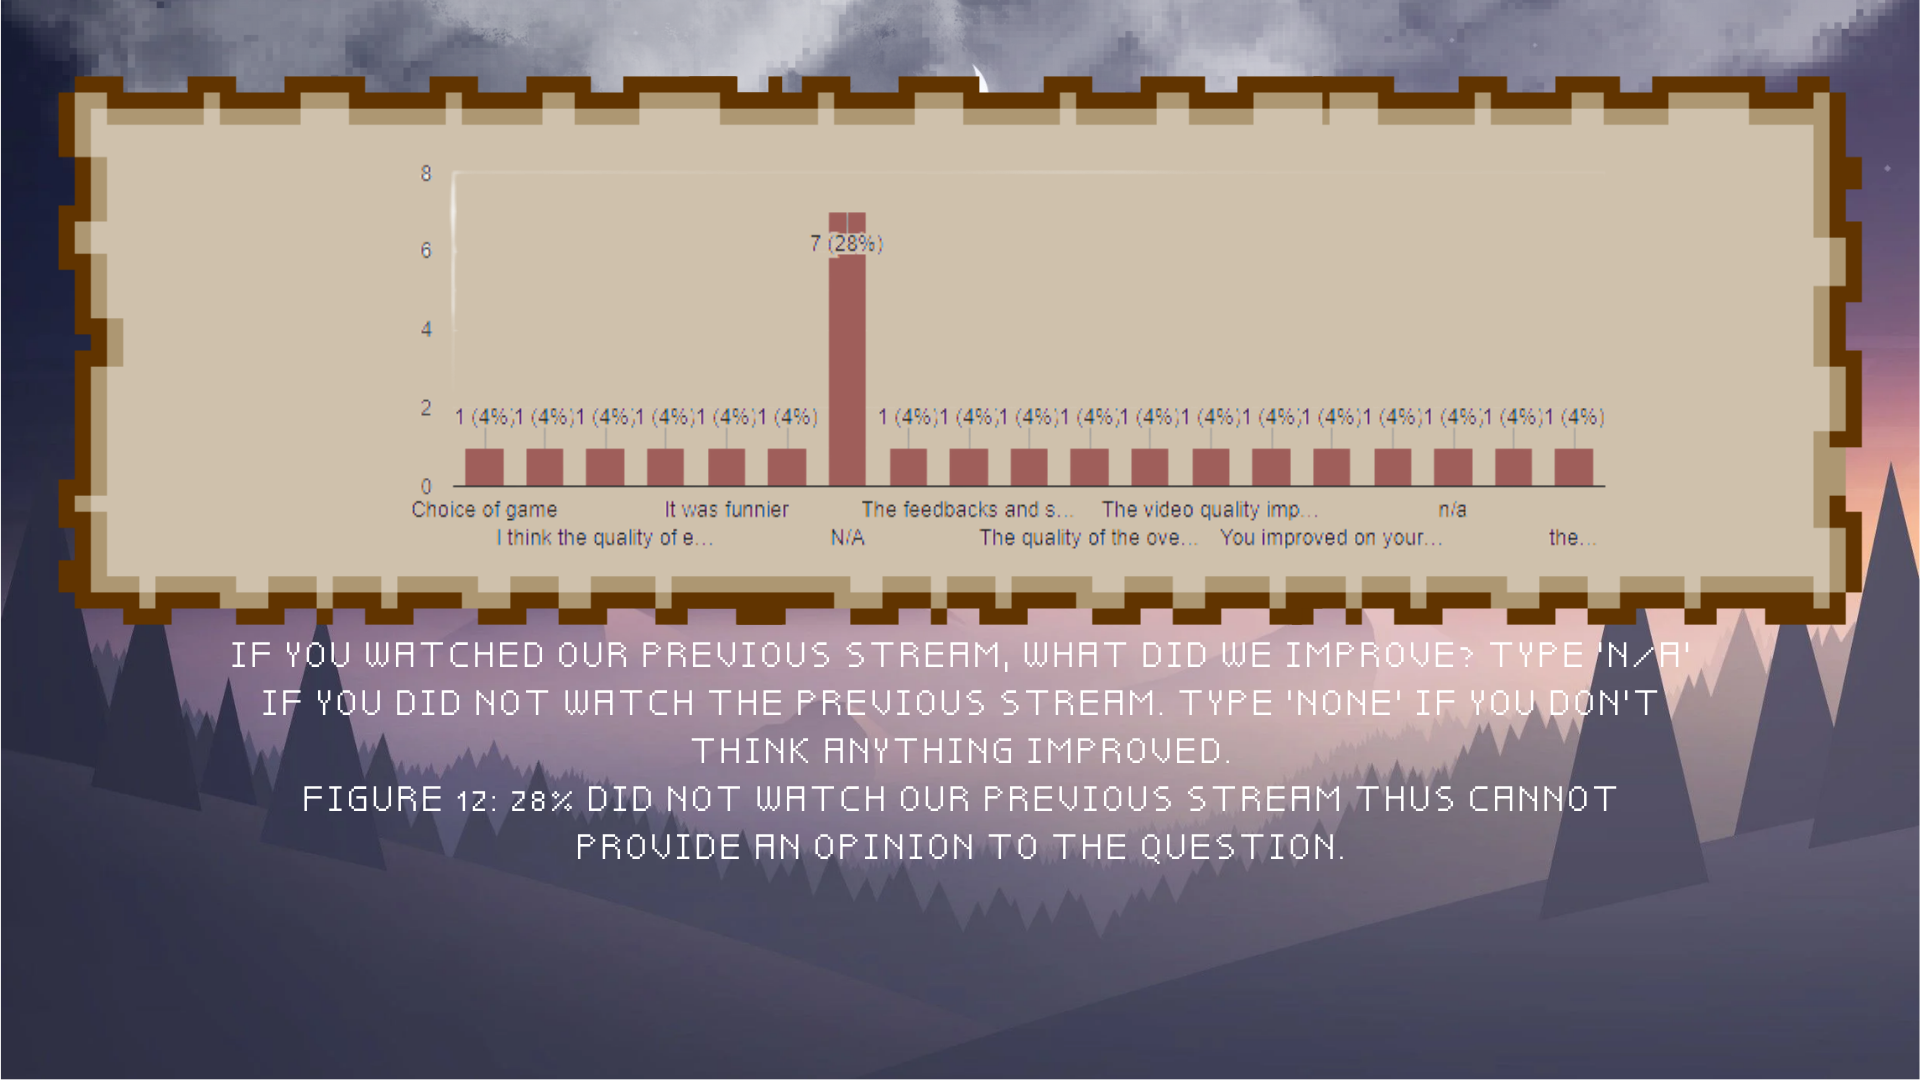 8
6
4
2
0
7 (28%)
1 (4%) 1 (4%) 1 (4%) 1 (4%) 1 (4%) 1 (4%) 1 (4%) 1 (4%) 1 (4%) 1 (4%) 1 (4%) 1 (4%) 1 (4%) 1 (4%) 1 (4%) 1 (4%) 1 (4%) 1 (4%)
Choice of game It was funnier The feedbacks and s... The video quality imp... n/a
I think the quality of e... N/A The quality of the ove... You improved on your... the...
IF YOU WATCHED OUR PREVIOUS STREAM, WHAT DID WE IMPROVE? TYPE 'N/A'
IF YOU DID NOT WATCH THE PREVIOUS STREAM. TYPE 'NONE' IF YOU DON'T
THINK ANYTHING IMPROVED.
FIGURE 12: 28% DID NOT WATCH OUR PREVIOUS STREAM THUS CANNOT
PROVIDE AN OPINION TO THE QUESTION.